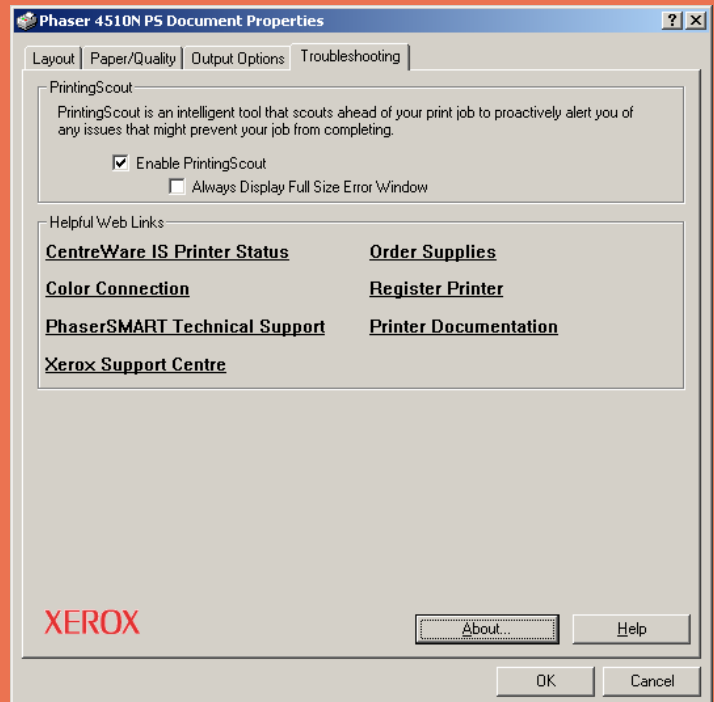 Phaser 4510N PS Document Properties
Layout Paper/Quality Output Options Troubleshooting
PrintingScout
PrintingScout is an intelligent tool that scouts ahead of your print job to proactively alert you of
any issues that might prevent your job from completing.
Enable PrintingScout
Always Display Full Size Error Window
Helpful Web Links
CentreWare IS Printer Status Order Supplies
Color Connection Register Printer
PhaserSMART Technical Support Printer Documentation
Xerox Support Centre
XEROX About... Help
OK Cancel